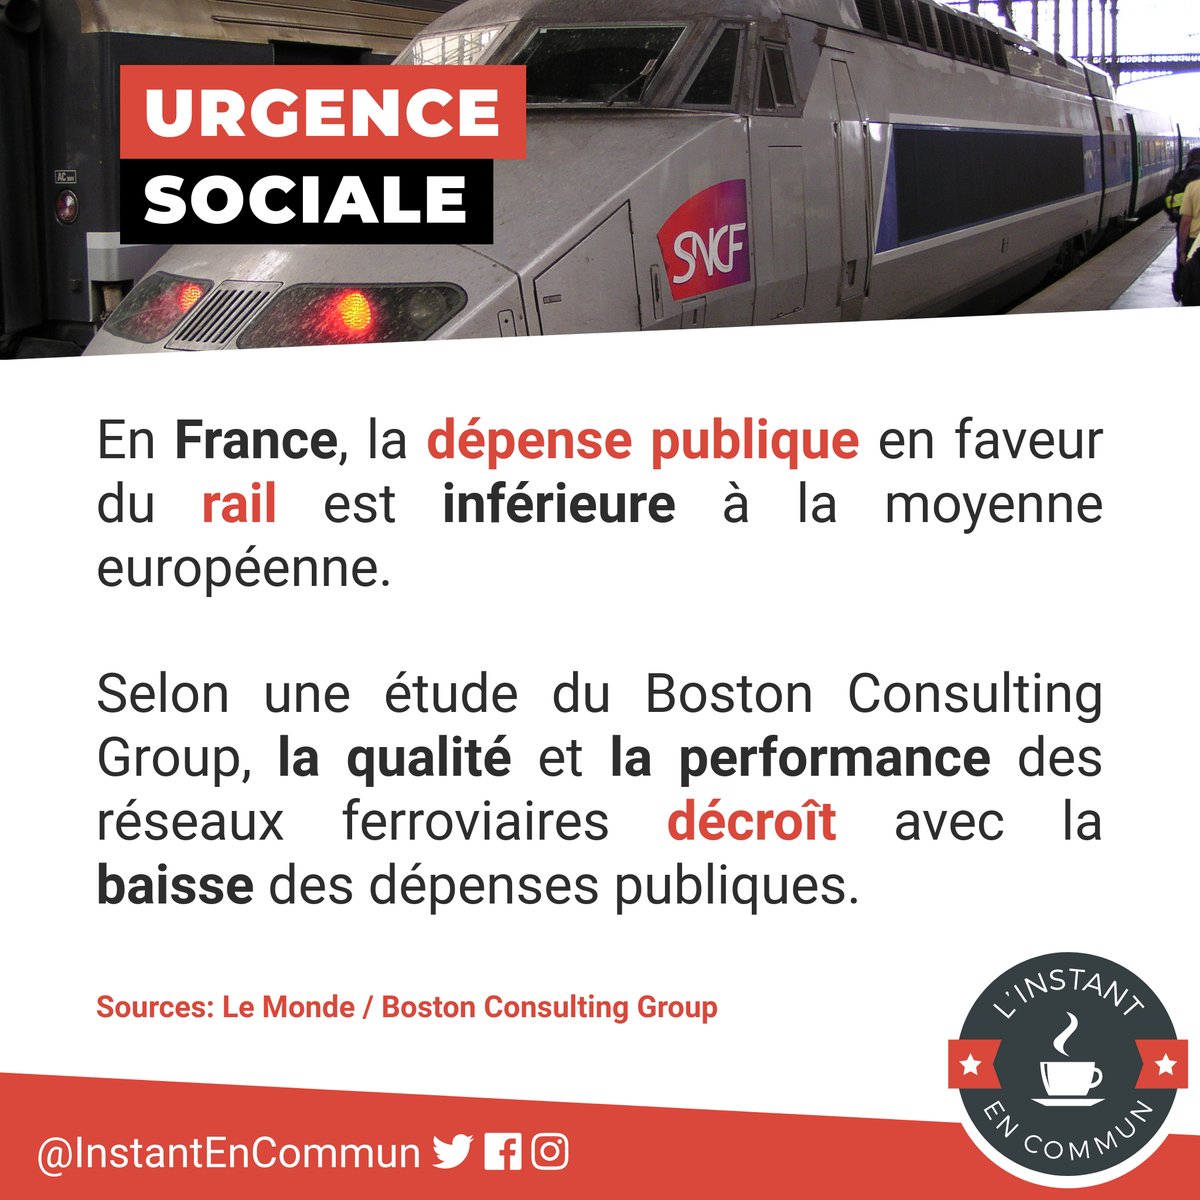 URGENCE
SOCIALE
AC
SNCF
En France, la dépense publique en faveur
du rail est inférieure à la moyenne
européenne.
Selon une étude du Boston Consulting
Group, la qualité et la performance des
réseaux ferroviaires décroît avec la
baisse des dépenses publiques.
Sources: Le Monde / Boston Consulting Group
L'INSTANT
EN COMMUN
@InstantEnCommun